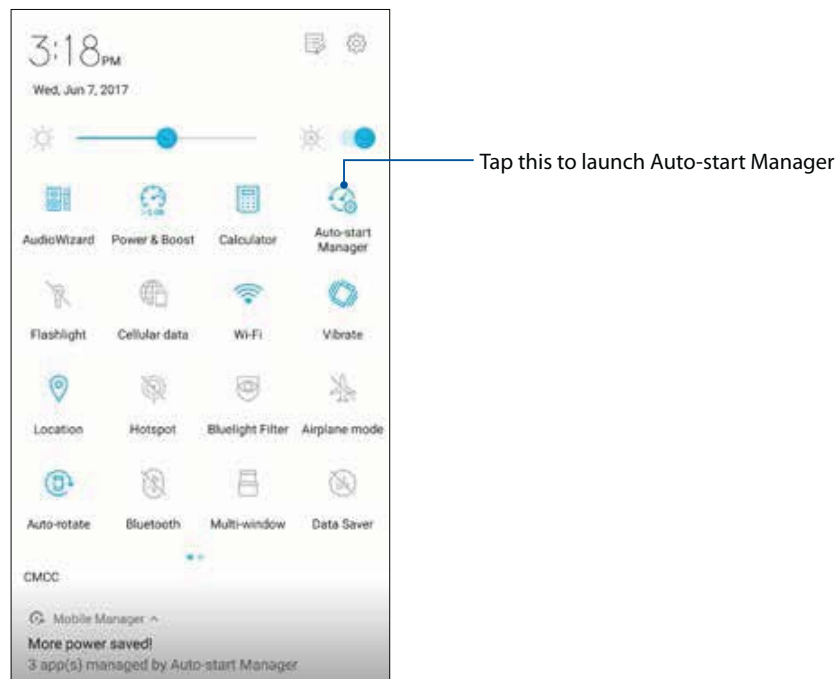 3:18PM
Wed, Jun 7, 2017
Tap this to launch Auto-start Manager
AudioWizard Power & Boost Calculator Auto-start
Manager
Flashlight Cellular data Wi-Fi Vibrate
Location Hotspot Bluelight Filter Airplane mode
Auto-rotate Bluetooth Multi-window Data Saver
CMCC
Mobile Manager
More power saved!
3 app(s) managed by Auto-start Manager